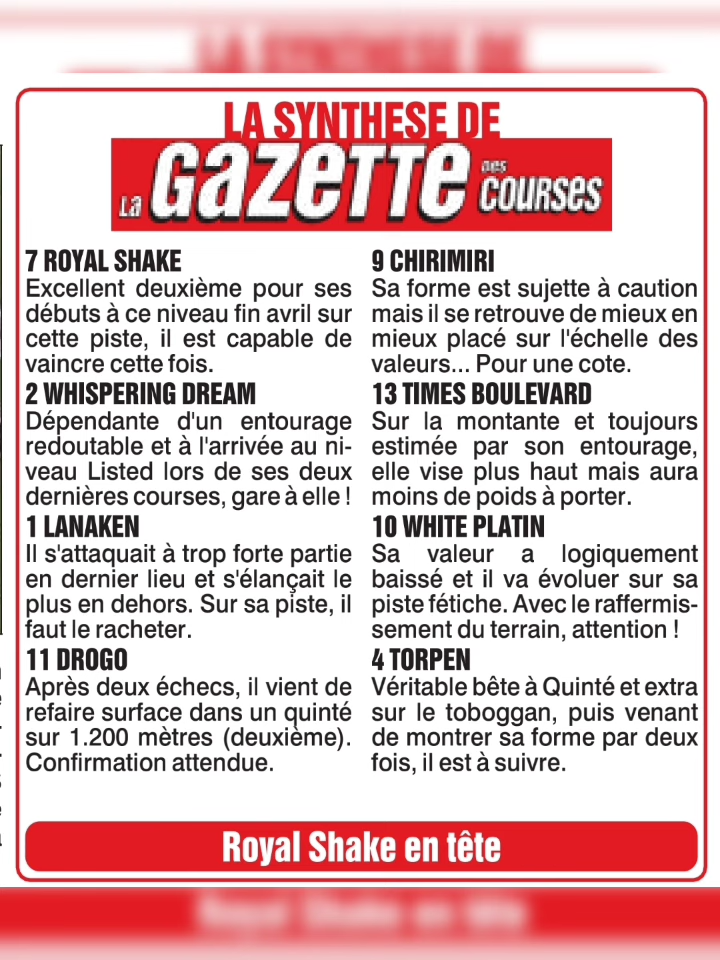 LA SYNTHESE DE
La GAZETTE DES COURSES
7 ROYAL SHAKE
Excellent deuxième pour ses
débuts à ce niveau fin avril sur
cette piste, il est capable de
vaincre cette fois.
2 WHISPERING DREAM
Dépendante d'un entourage
redoutable et à l'arrivée au ni-
veau Listed lors de ses deux
dernières courses, gare à elle !
1 LANAKEN
Il s'attaquait à trop forte partie
en dernier lieu et s'élançait le
plus en dehors. Sur sa piste, il
faut le racheter.
11 DROGO
Après deux échecs, il vient de
refaire surface dans un quinté
sur 1.200 mètres (deuxième).
Confirmation attendue.
9 CHIRIMIRI
Sa forme est sujette à caution
mais il se retrouve de mieux en
mieux placé sur l'échelle des
valeurs... Pour une cote.
13 TIMES BOULEVARD
Sur la montante et toujours
estimée par son entourage,
elle vise plus haut mais aura
moins de poids à porter.
10 WHITE PLATIN
Sa valeur a logiquement
baissé et il va évoluer sur sa
piste fétiche. Avec le raffermis-
sement du terrain, attention !
4 TORPEN
Véritable bête à Quinté et extra
sur le toboggan, puis venant
de montrer sa forme par deux
fois, il est à suivre.
Royal Shake en tête